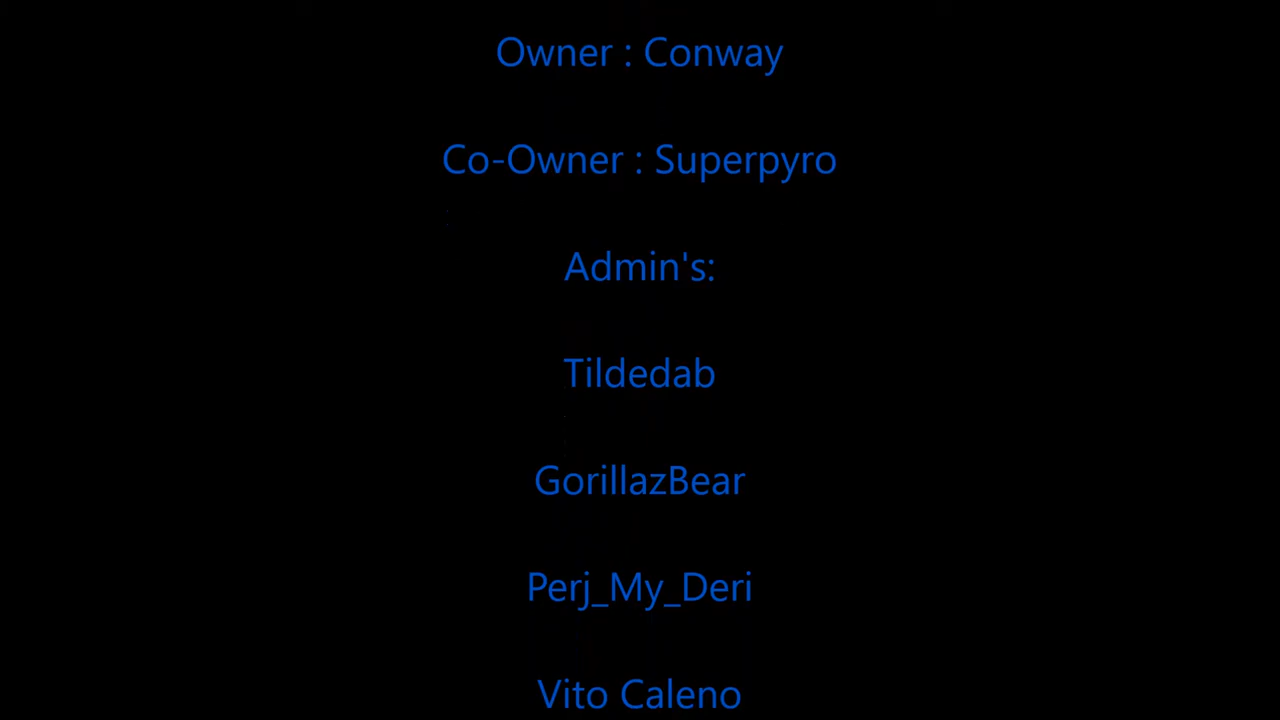 Owner : Conway
Co-Owner : Superpyro
Admin's:
Tildedab
GorillazBear
Perj_My_Deri
Vito Caleno